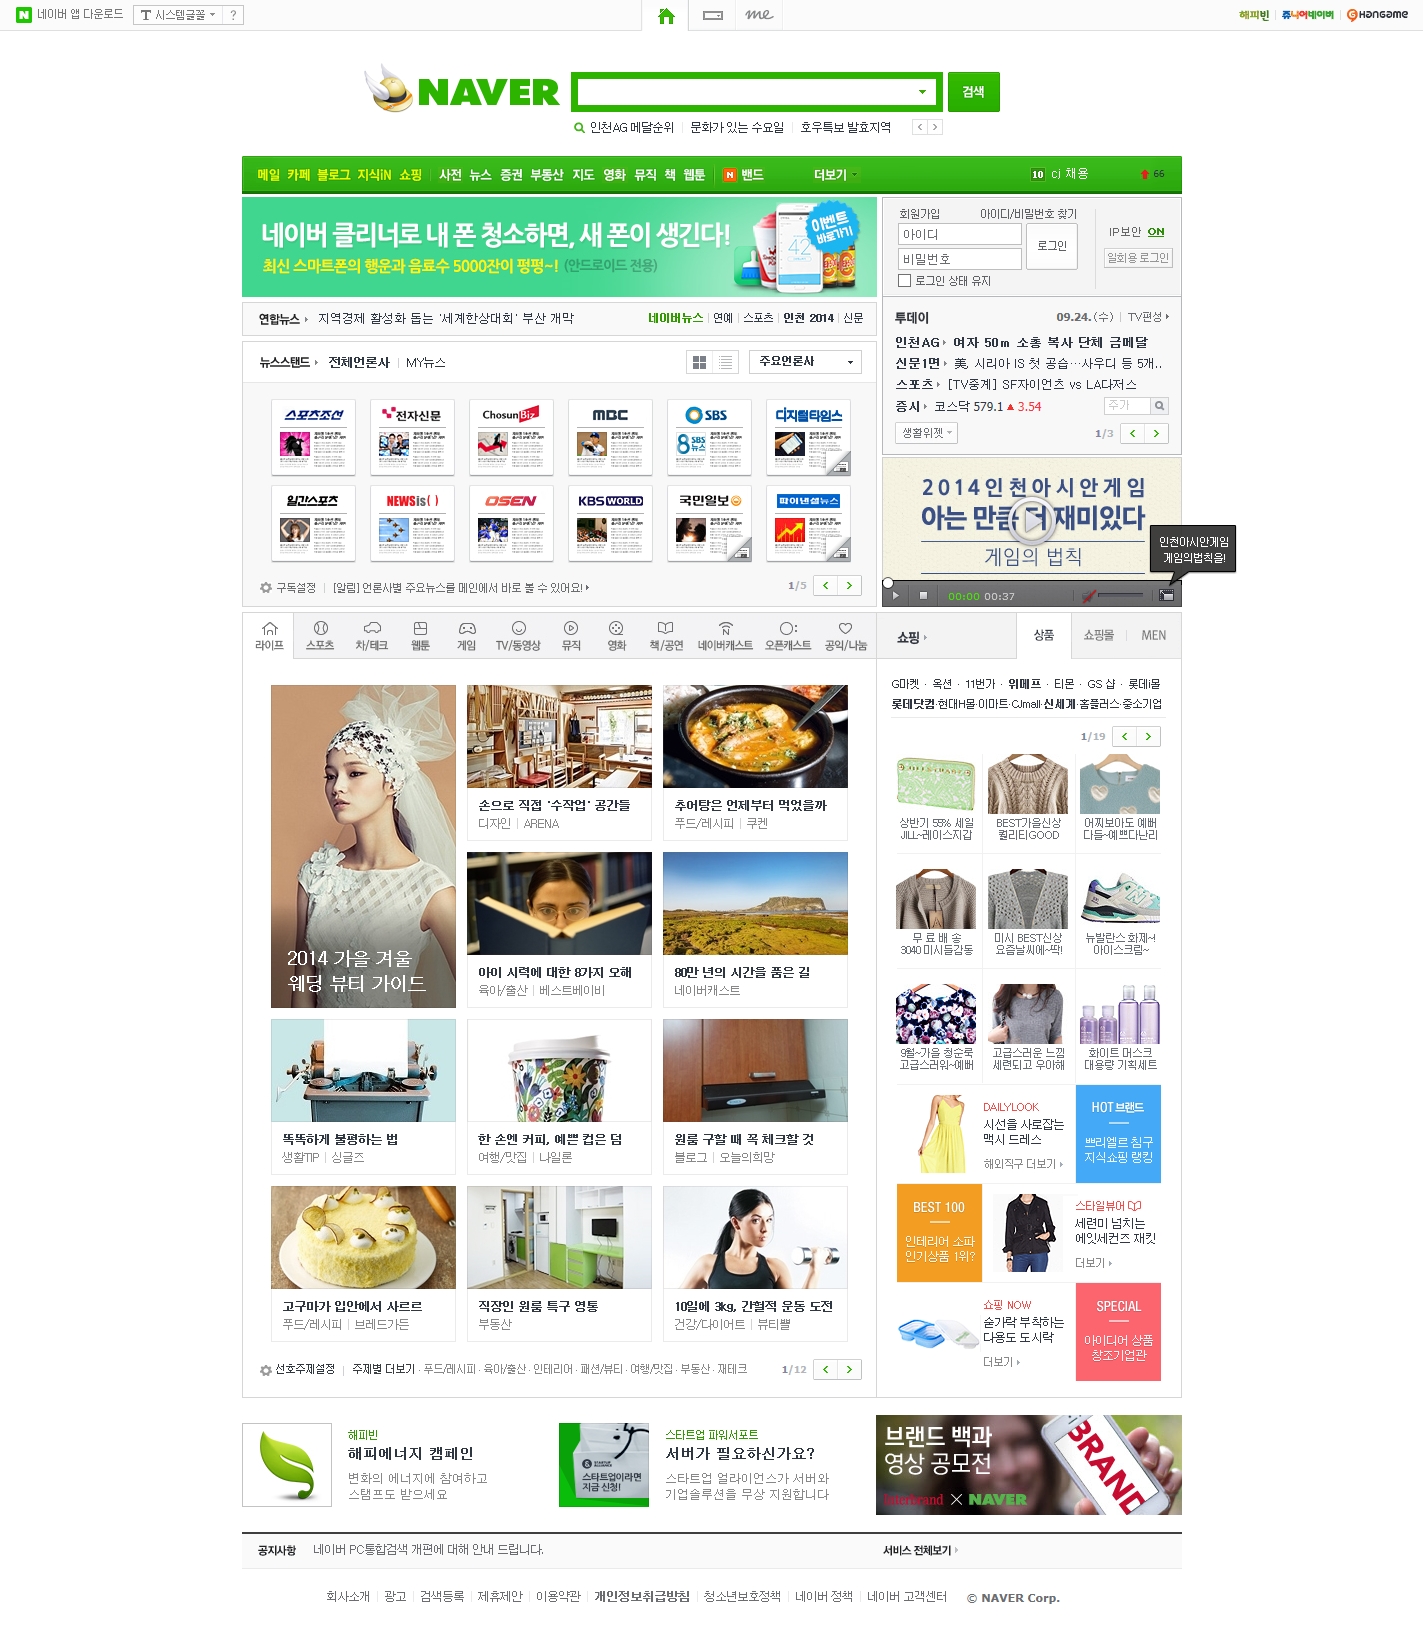 네이버 앱 다운로드
시스템글꼴
?
me
해피빈
쥬니어네이버
HANGAME
NAVER
검색
인천AG 메달순위
문화가 있는 수요일
호우특보 발효지역
메일 카페 블로그 지식iN 쇼핑
사전 뉴스 증권 부동산 지도 영화 뮤직 책 웹툰
밴드
더보기
10 cj 채용
66
네이버 클리너로 내 폰 청소하면, 새 폰이 생긴다!
최신 스마트폰의 행운과 음료수 5000잔이 펑펑~! (안드로이드 전용)
이벤트
바로가기
42
회원가입
아이디/비밀번호 찾기
아이디
비밀번호
로그인
로그인 상태 유지
IP보안 ON
일회용 로그인
연합뉴스
지역경제 활성화 돕는 '세계한상대회' 부산 개막
네이버뉴스
연예
스포츠
인천 2014
신문
투데이
09.24.(수)
TV편성
인천AG 여자 50m 소총 복사 단체 금메달
신문1면 美, 시리아 IS 첫 공습…사우디 등 5개..
스포츠 [TV중계] SF자이언츠 vs LA다저스
증시 코스닥 579.1 ▲ 3.54
주가
생활위젯
1/3
뉴스스탠드
전체언론사
MY뉴스
주요언론사
스포츠조선
전자신문
ChosunBiz
MBC
SBS
디지털타임스
8 SBS 뉴스
일간스포츠
NEWSis( )
OSEN
KBS WORLD
국민일보
파이낸셜뉴스
구독설정
[알림] 언론사별 주요뉴스를 메인에서 바로 볼 수 있어요!
1/5
2014인천아시안게임
아는 만큼 더 재미있다
게임의 법칙
인천아시안게임
게임의법칙을!
00:00 00:37
라이프
스포츠
차/테크
웹툰
게임
TV/동영상
뮤직
영화
책/공연
네이버캐스트
오픈캐스트
공익/나눔
쇼핑
상품
쇼핑몰
MEN
2014 가을 겨울
웨딩 뷰티 가이드
손으로 직접 '수작업' 공간들
디자인 | ARENA
추어탕은 언제부터 먹었을까
푸드/레시피 | 쿠켄
아이 시력에 대한 8가지 오해
육아/출산 | 베스트베이비
80만 년의 시간을 품은 길
네이버캐스트
똑똑하게 불평하는 법
생활TIP | 싱글즈
한 손엔 커피, 예쁜 컵은 덤
여행/맛집 | 나일론
원룸 구할 때 꼭 체크할 것
블로그 | 오늘의희망
고구마가 입안에서 사르르
푸드/레시피 | 브레드가든
직장인 원룸 특구 영통
부동산
10일에 3kg, 간헐적 운동 도전
건강/다이어트 | 뷰티쁠
선호주제설정
주제별 더보기 · 푸드/레시피 · 육아/출산 · 인테리어 · 패션/뷰티 · 여행/맛집 · 부동산 · 재테크
1/12
G마켓 · 옥션 · 11번가 · 위메프 · 티몬 · GS 샵 · 롯데i몰
롯데닷컴·현대H몰·이마트·CJmall·신세계·홈플러스·중소기업
1/19
상반기 55% 세일
JILL~레이스지갑
BEST가을신상
퀄리티GOOD
어찌보아도 예뻐
다들~예쁘다난리
무 료 배 송
3040 미시들감동
미시 BEST신상
요즘날씨에~딱!
뉴발란스 화제~!
아이스크림~
9월~가을 청순룩
고급스러워~예뻐
고급스러운 느낌
세련되고 우아해
화이트 머스크
대용량 기획세트
DAILYLOOK
시선을 사로잡는
맥시 드레스
해외직구 더보기
HOT브랜드
쁘리엘르 침구
지식쇼핑 랭킹
BEST 100
인테리어 소파
인기상품 1위?
스타일뷰어
세련미 넘치는
에잇세컨즈 재킷
더보기
쇼핑 NOW
숟가락 부착하는
다용도 도시락
더보기
SPECIAL
아이디어 상품
창조기업관
해피빈
해피에너지 캠페인
변화의 에너지에 참여하고
스탬프도 받으세요
스타트업이라면
지금 신청!
스타트업 파워서포트
서버가 필요하신가요?
스타트업 얼라이언스가 서버와
기업솔루션을 무상 지원합니다
브랜드 백과
영상 공모전
Interbrand × NAVER
BRAND
공지사항
네이버 PC통합검색 개편에 대해 안내 드립니다.
서비스 전체보기
회사소개 | 광고 | 검색등록 | 제휴제안 | 이용약관 | 개인정보취급방침 | 청소년보호정책 | 네이버 정책 | 네이버 고객센터
© NAVER Corp.